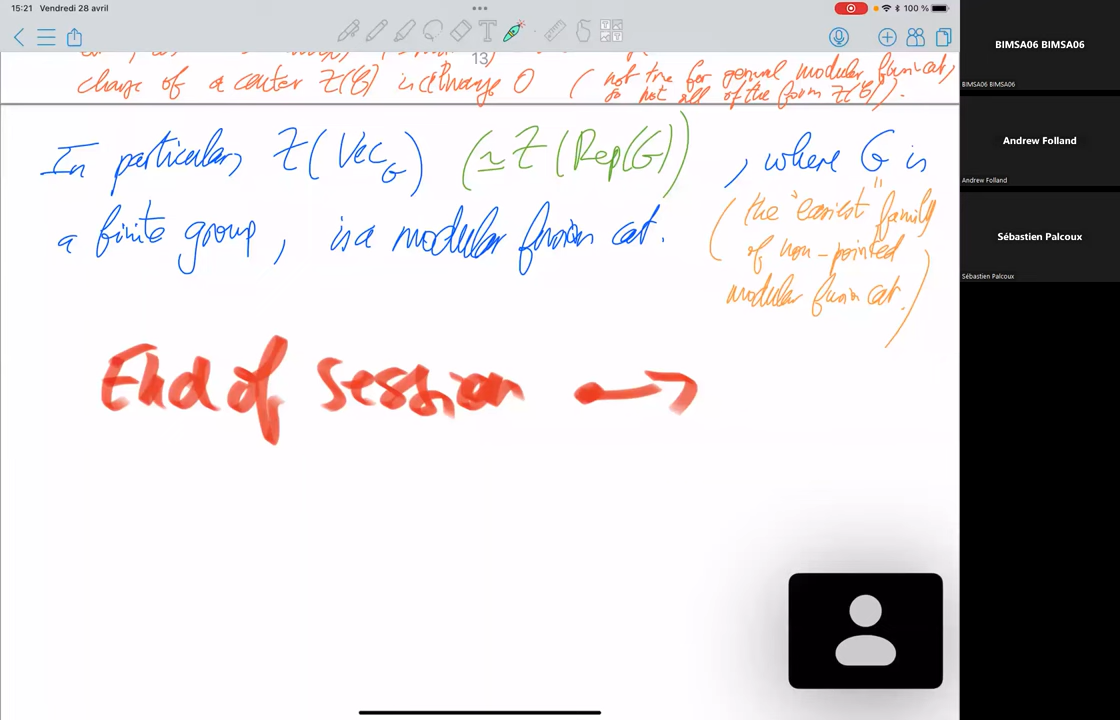 15:21 Vendredi 28 avril
100 %
13
charge of a center Z(C) is always 0 (not true for general modular fusion cat, so not all of the form Z(C)).
In particular, Z(Vec_G) (≃ Z(Rep(G)) , where G is
a finite group, is a modular fusion cat.
(the "easiest" family
of non-pointed
modular fusion cat.)
End of session
BIMSA06 BIMSA06
BIMSA06 BIMSA06
Andrew Folland
Andrew Folland
Sébastien Palcoux
Sébastien Palcoux